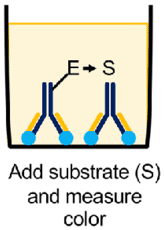 E → S
Add substrate (S)
and measure
color